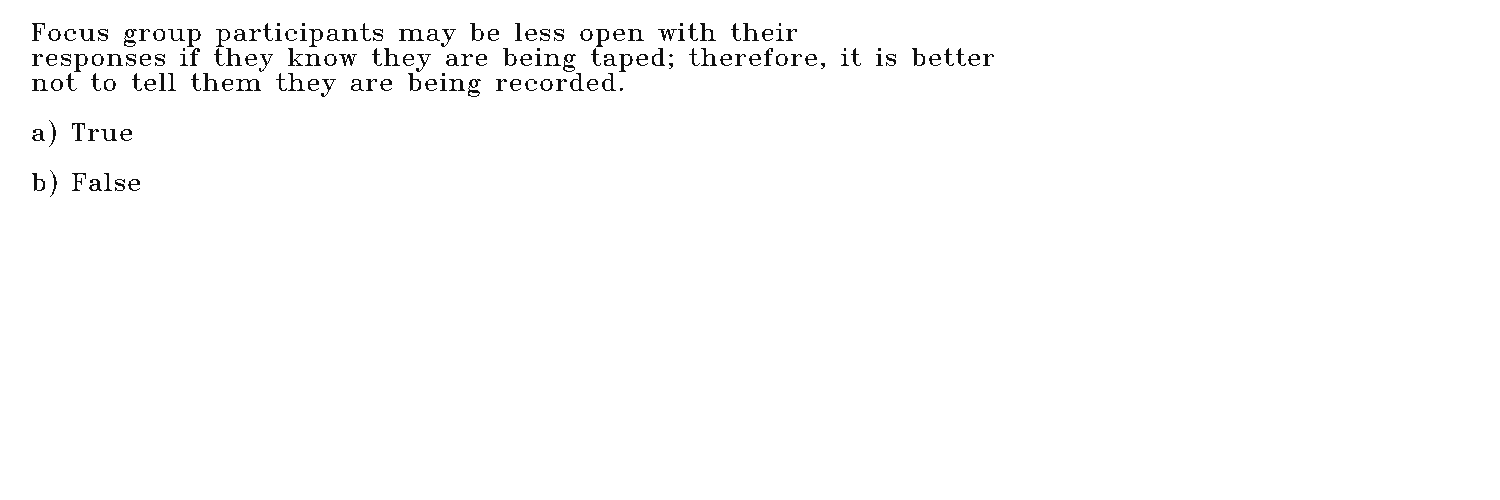 Focus group participants may be less open with their
responses if they know they are being taped; therefore, it is better
not to tell them they are being recorded.
a) True
b) False